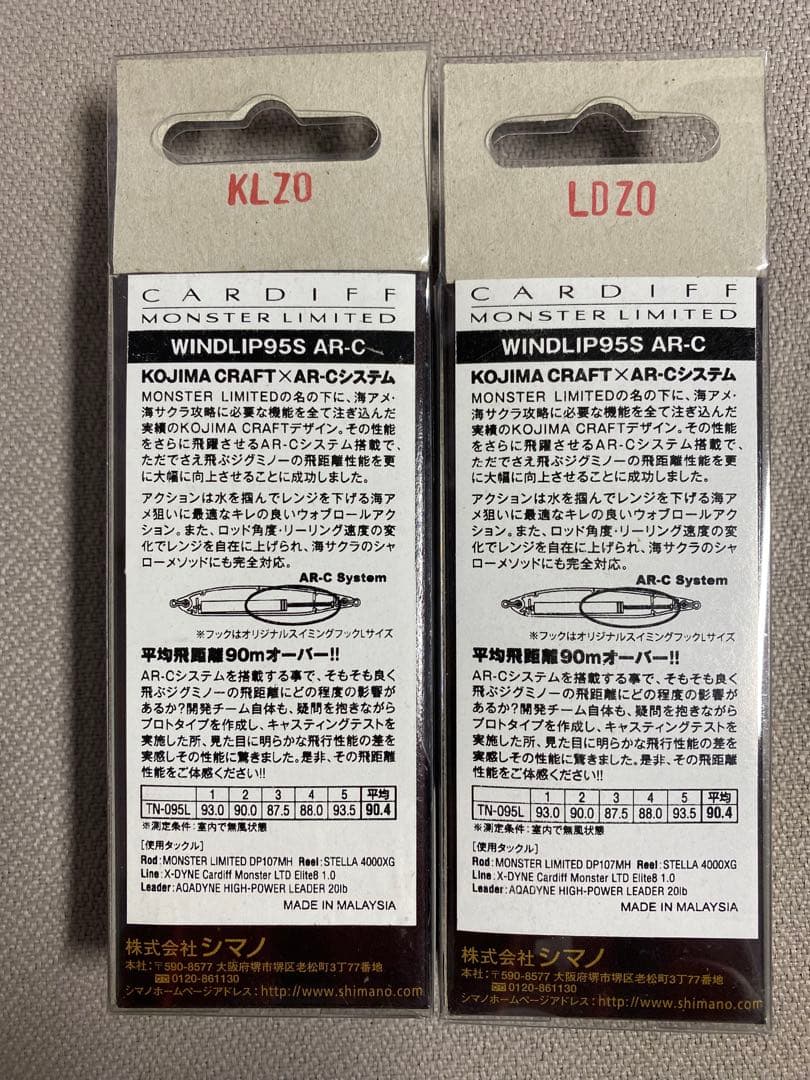 KLZO
CARDIFF
MONSTER LIMITED
WINDLIP95S AR-C
KOJIMA CRAFT×AR-Cシステム
MONSTER LIMITEDの名の下に、海アメ・
海サクラ攻略に必要な機能を全て注ぎ込んだ
実績のKOJIMA CRAFTデザイン。その性能
をさらに飛躍させるAR-Cシステム搭載で、
ただでさえ飛ぶジグミノーの飛距離性能を更
に大幅に向上させることに成功しました。
アクションは水を掴んでレンジを下げる海ア
メ狙いに最適なキレの良いウォブロールアク
ション。また、ロッド角度・リーリング速度の変
化でレンジを自在に上げられ、海サクラのシャ
ローメソッドにも完全対応。
AR-C System
※フックはオリジナルスイミングフックLサイズ
平均飛距離90mオーバー!!
AR-Cシステムを搭載する事で、そもそも良く
飛ぶジグミノーの飛距離にどの程度の影響が
あるか?開発チーム自体も、疑問を抱きながら
プロトタイプを作成し、キャスティングテストを
実施した所、見た目に明らかな飛行性能の差を
実感しその性能に驚きました。是非、その飛距離
性能をご体感ください!!
1 2 3 4 5 平均
TN-095L 93.0 90.0 87.5 88.0 93.5 90.4
※測定条件:室内で無風状態
[使用タックル]
Rod:MONSTER LIMITED DP107MH Reel:STELLA 4000XG
Line:X-DYNE Cardiff Monster LTD Elite8 1.0
Leader:AQADYNE HIGH-POWER LEADER 20lb
MADE IN MALAYSIA
株式会社シマノ
本社:〒590-8577 大阪府堺市堺区老松町3丁77番地
0120-861130
シマノホームページアドレス:http://www.shimano.com
LDZO
CARDIFF
MONSTER LIMITED
WINDLIP95S AR-C
KOJIMA CRAFT×AR-Cシステム
MONSTER LIMITEDの名の下に、海アメ・
海サクラ攻略に必要な機能を全て注ぎ込んだ
実績のKOJIMA CRAFTデザイン。その性能
をさらに飛躍させるAR-Cシステム搭載で、
ただでさえ飛ぶジグミノーの飛距離性能を更
に大幅に向上させることに成功しました。
アクションは水を掴んでレンジを下げる海ア
メ狙いに最適なキレの良いウォブロールアク
ション。また、ロッド角度・リーリング速度の変
化でレンジを自在に上げられ、海サクラのシャ
ローメソッドにも完全対応。
AR-C System
※フックはオリジナルスイミングフックLサイズ
平均飛距離90mオーバー!!
AR-Cシステムを搭載する事で、そもそも良く
飛ぶジグミノーの飛距離にどの程度の影響が
あるか?開発チーム自体も、疑問を抱きながら
プロトタイプを作成し、キャスティングテストを
実施した所、見た目に明らかな飛行性能の差を
実感しその性能に驚きました。是非、その飛距離
性能をご体感ください!!
1 2 3 4 5 平均
TN-095L 93.0 90.0 87.5 88.0 93.5 90.4
※測定条件:室内で無風状態
[使用タックル]
Rod:MONSTER LIMITED DP107MH Reel:STELLA 4000XG
Line:X-DYNE Cardiff Monster LTD Elite8 1.0
Leader:AQADYNE HIGH-POWER LEADER 20lb
MADE IN MALAYSIA
株式会社シマノ
本社:〒590-8577 大阪府堺市堺区老松町3丁77番地
0120-861130
シマノホームページアドレス:http://www.shimano.com